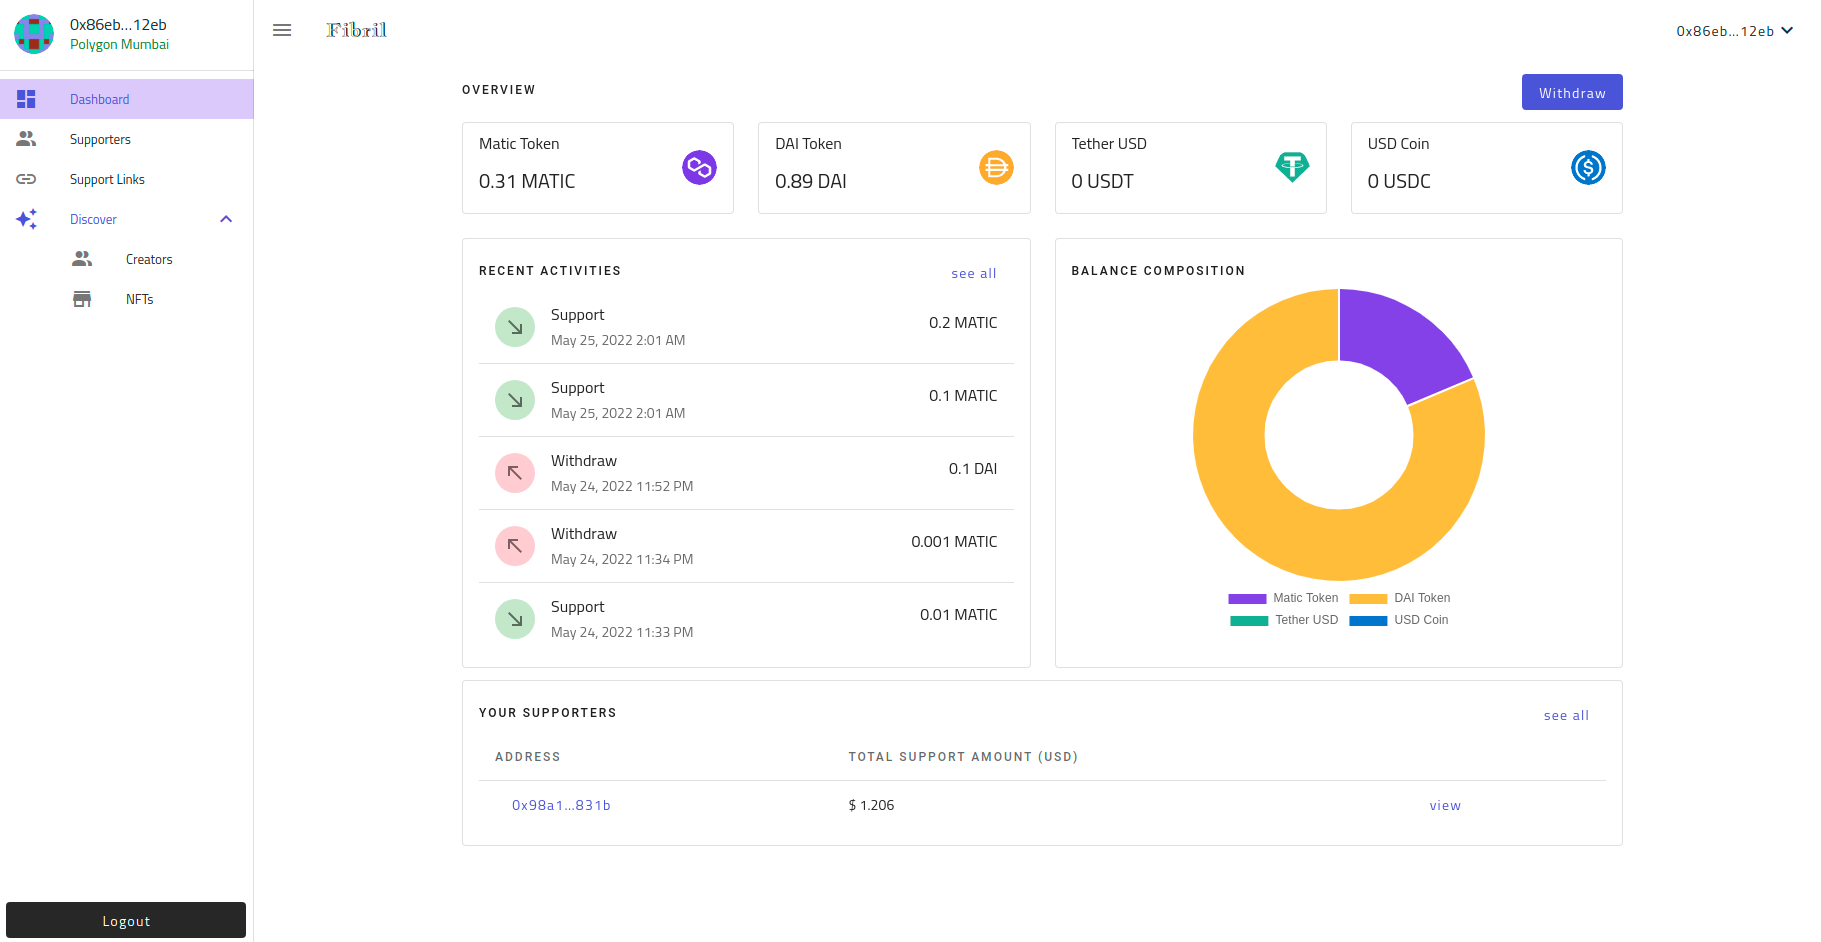 0x86eb...12eb
Polygon Mumbai
Dashboard
Supporters
Support Links
Discover
Creators
NFTs
Logout
Fibril
0x86eb...12eb
OVERVIEW
Withdraw
Matic Token
0.31 MATIC
DAI Token
0.89 DAI
Tether USD
0 USDT
USD Coin
0 USDC
RECENT ACTIVITIES
see all
Support
May 25, 2022 2:01 AM
0.2 MATIC
Support
May 25, 2022 2:01 AM
0.1 MATIC
Withdraw
May 24, 2022 11:52 PM
0.1 DAI
Withdraw
May 24, 2022 11:34 PM
0.001 MATIC
Support
May 24, 2022 11:33 PM
0.01 MATIC
BALANCE COMPOSITION
Matic Token DAI Token
Tether USD USD Coin
YOUR SUPPORTERS
see all
ADDRESS TOTAL SUPPORT AMOUNT (USD)
0x98a1...831b $ 1.206 view